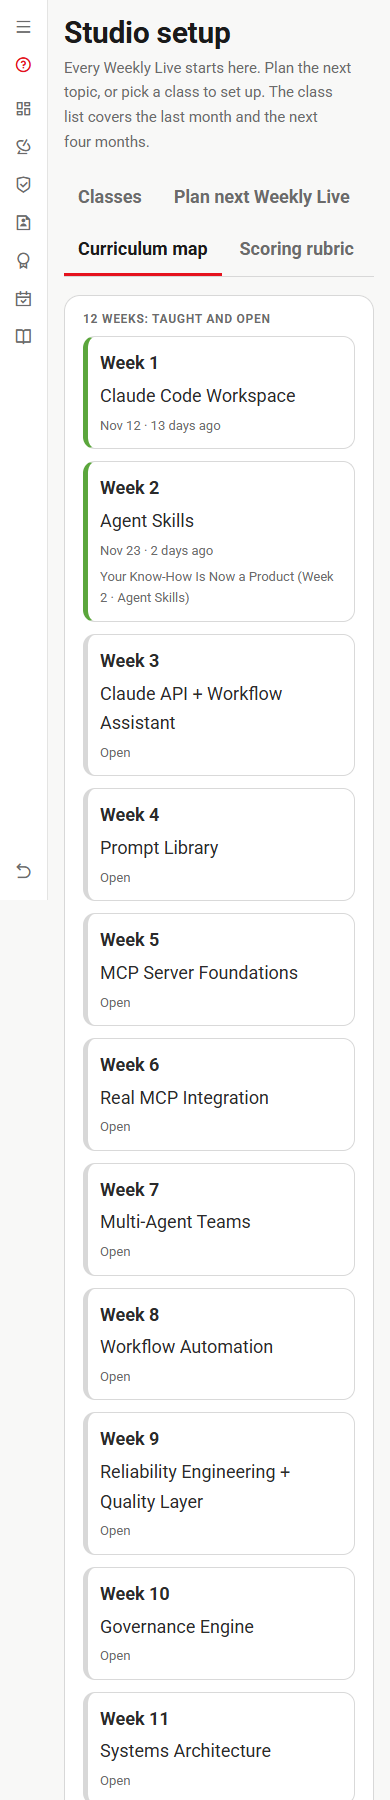 Studio setup
Every Weekly Live starts here. Plan the next
topic, or pick a class to set up. The class
list covers the last month and the next
four months.
Classes
Plan next Weekly Live
Curriculum map
Scoring rubric
12 WEEKS: TAUGHT AND OPEN
Week 1
Claude Code Workspace
Nov 12 · 13 days ago
Week 2
Agent Skills
Nov 23 · 2 days ago
Your Know-How Is Now a Product (Week
2 · Agent Skills)
Week 3
Claude API + Workflow
Assistant
Open
Week 4
Prompt Library
Open
Week 5
MCP Server Foundations
Open
Week 6
Real MCP Integration
Open
Week 7
Multi-Agent Teams
Open
Week 8
Workflow Automation
Open
Week 9
Reliability Engineering +
Quality Layer
Open
Week 10
Governance Engine
Open
Week 11
Systems Architecture
Open